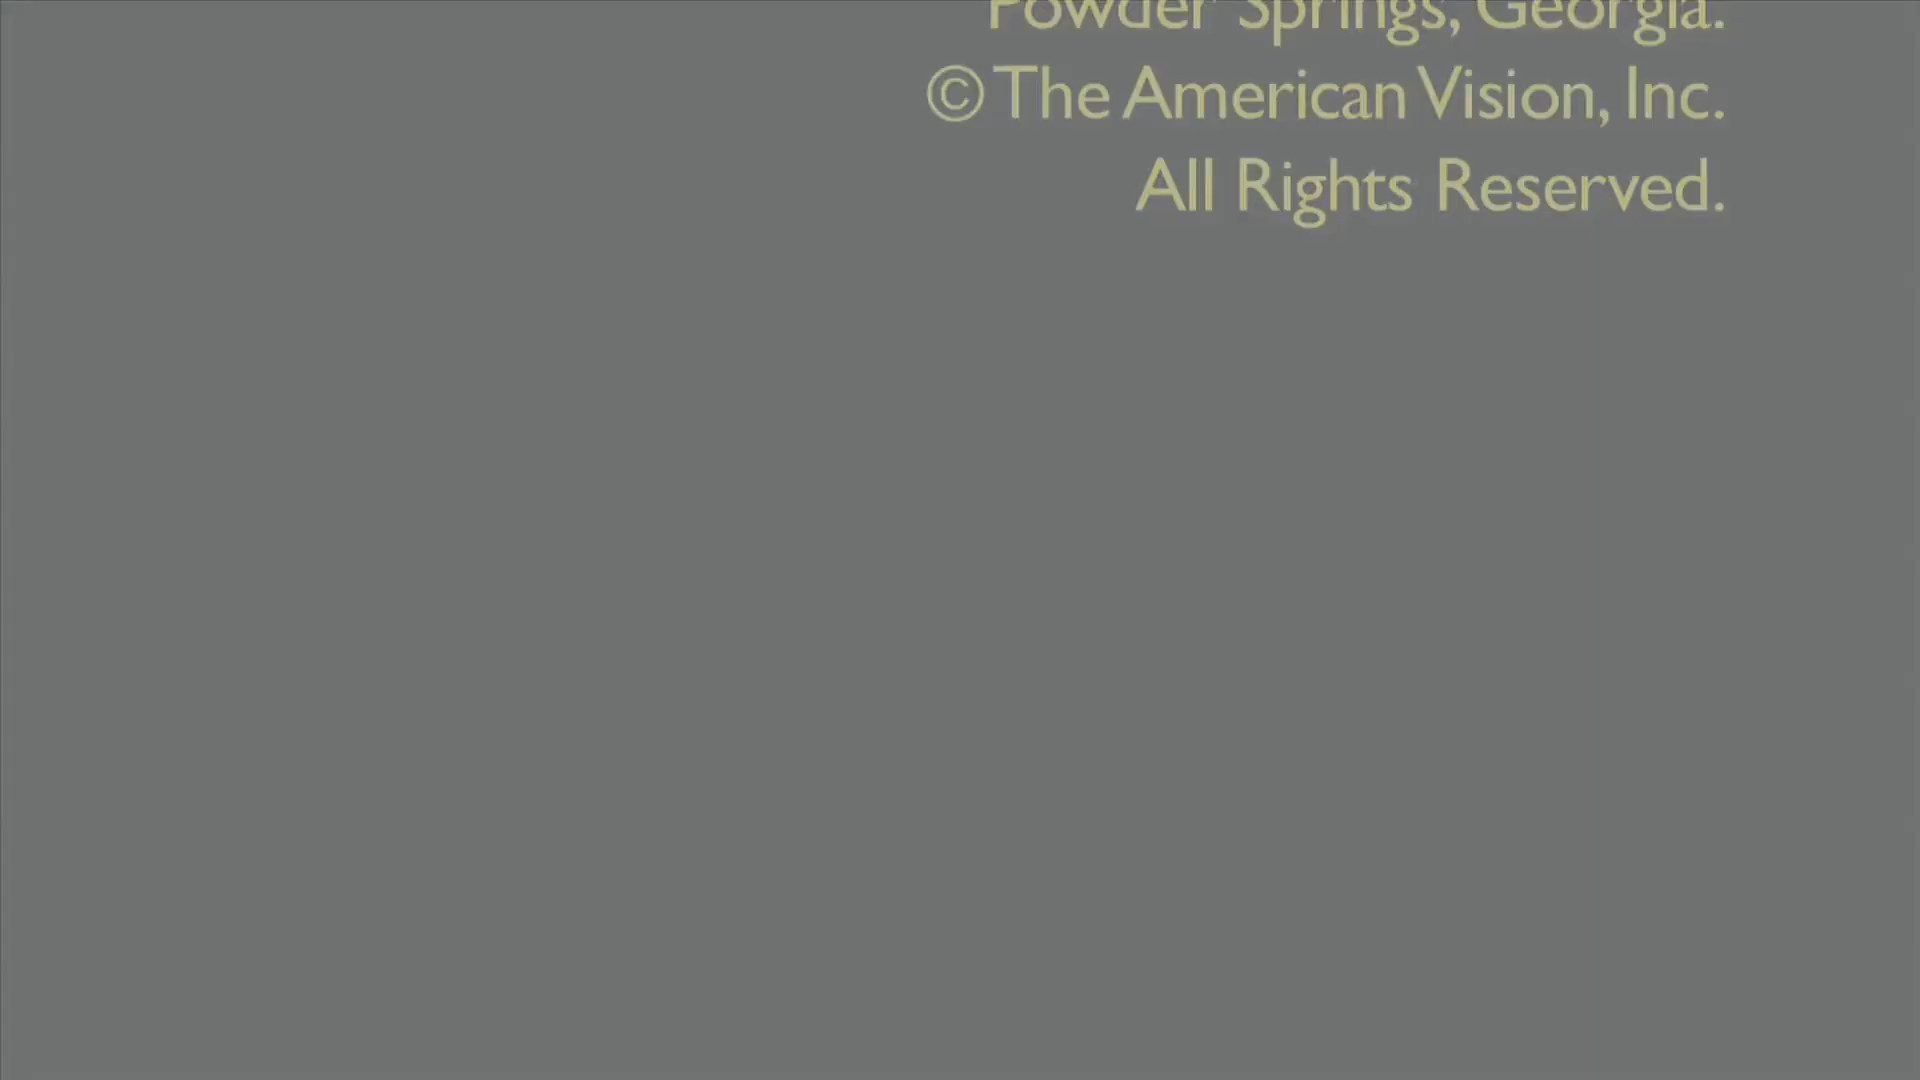 Powder Springs, Georgia.
© The American Vision, Inc.
All Rights Reserved.